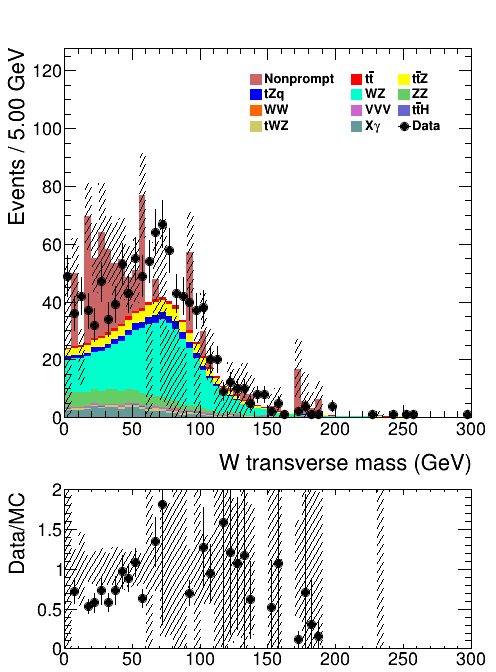 Events / 5.00 GeV
120
100
80
60
40
20
0
Nonprompt tt̄ tt̄Z
tZq WZ ZZ
WW VVV tt̄H
tWZ Xγ Data
0 50 100 150 200 250 300
W transverse mass (GeV)
Data/MC
2
1.5
1
0.5
0
0 50 100 150 200 250 300